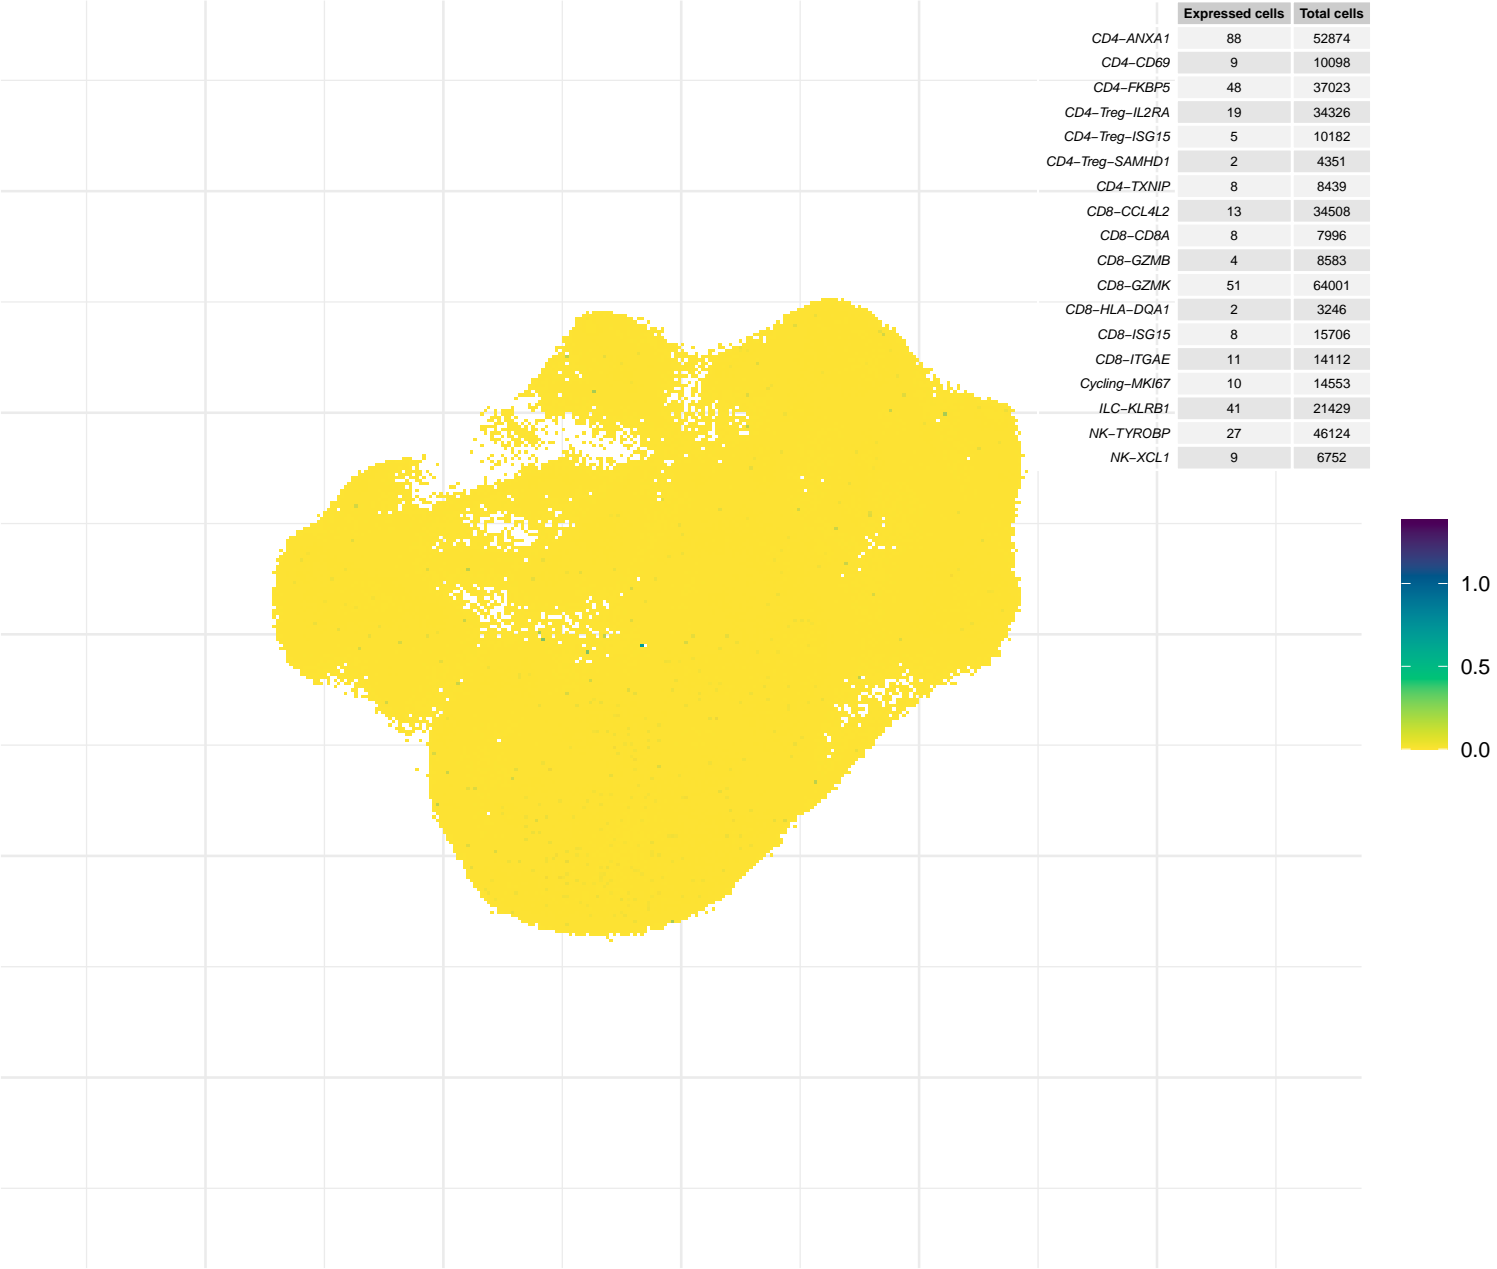 Expressed cells Total cells
CD4−ANXA1 88 52874
CD4−CD69 9 10098
CD4−FKBP5 48 37023
CD4−Treg−IL2RA 19 34326
CD4−Treg−ISG15 5 10182
CD4−Treg−SAMHD1 2 4351
CD4−TXNIP 8 8439
CD8−CCL4L2 13 34508
CD8−CD8A 8 7996
CD8−GZMB 4 8583
CD8−GZMK 51 64001
CD8−HLA−DQA1 2 3246
CD8−ISG15 8 15706
CD8−ITGAE 11 14112
Cycling−MKI67 10 14553
ILC−KLRB1 41 21429
NK−TYROBP 27 46124
NK−XCL1 9 6752
1.0
0.5
0.0